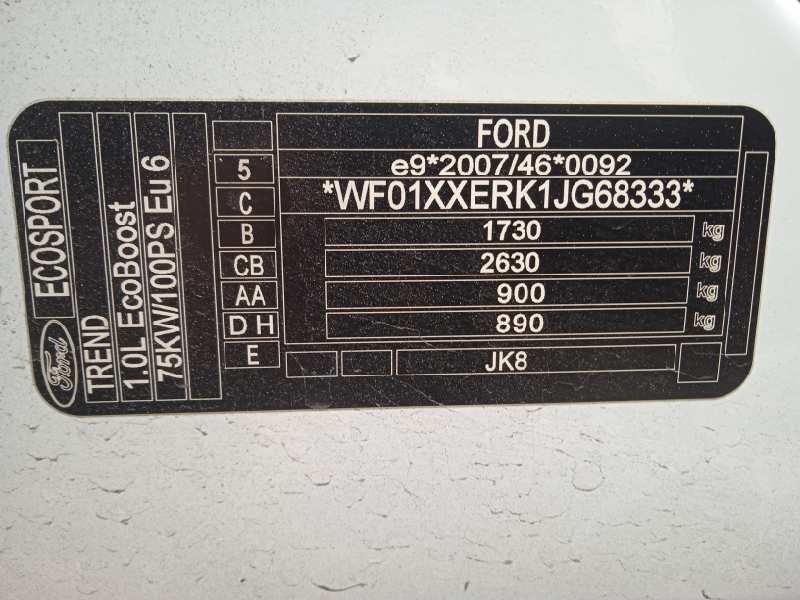 FORD
5 e9*2007/46*0092
C *WF01XXERK1JG68333*
B 1730 kg
CB 2630 kg
AA 900 kg
D H 890 kg
E JK8
Ford ECOSPORT
TREND
1.0L EcoBoost
75KW/100PS Eu 6